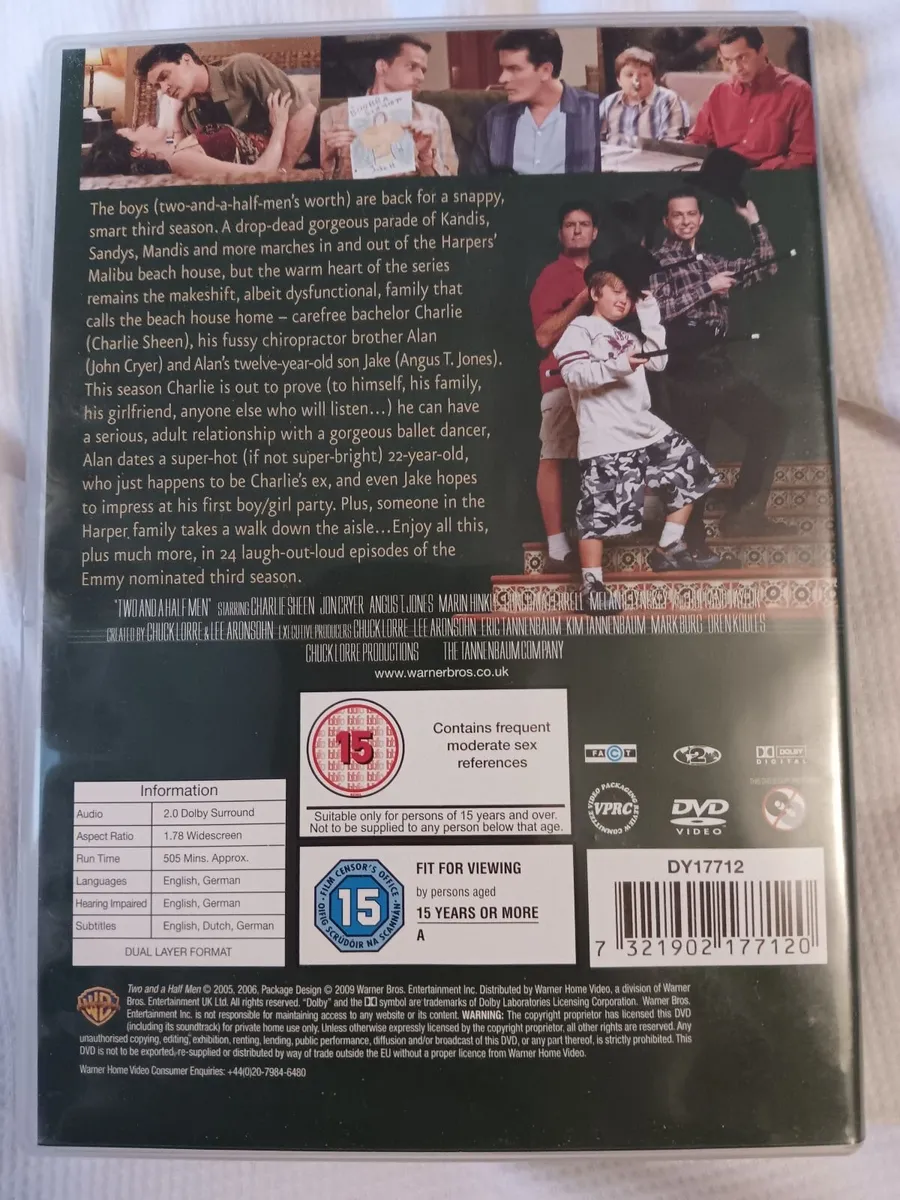 BUBBA
Jake H
The boys (two-and-a-half-men's worth) are back for a snappy,
smart third season. A drop-dead gorgeous parade of Kandis,
Sandys, Mandis and more marches in and out of the Harpers'
Malibu beach house, but the warm heart of the series
remains the makeshift, albeit dysfunctional, family that
calls the beach house home – carefree bachelor Charlie
(Charlie Sheen), his fussy chiropractor brother Alan
(John Cryer) and Alan's twelve-year-old son Jake (Angus T. Jones).
This season Charlie is out to prove (to himself, his family,
his girlfriend, anyone else who will listen...) he can have
a serious, adult relationship with a gorgeous ballet dancer,
Alan dates a super-hot (if not super-bright) 22-year-old,
who just happens to be Charlie's ex, and even Jake hopes
to impress at his first boy/girl party. Plus, someone in the
Harper family takes a walk down the aisle...Enjoy all this,
plus much more, in 24 laugh-out-loud episodes of the
Emmy nominated third season.
"TWO AND A HALF MEN" STARRING CHARLIE SHEEN JON CRYER ANGUS T. JONES MARIN HINKLE
CREATED BY CHUCK LORRE & LEE ARONSOHN EXECUTIVE PRODUCERS CHUCK LORRE LEE ARONSOHN ERIC TANNENBAUM KIM TANNENBAUM MARK BURG OREN KOULES
CHUCK LORRE PRODUCTIONS THE TANNENBAUM COMPANY
www.warnerbros.co.uk
15
Contains frequent
moderate sex
references
Suitable only for persons of 15 years and over.
Not to be supplied to any person below that age.
FACT
2
DOLBY
DIGITAL
VIDEO PACKAGING REVIEW COMMITTEE
VPRC
DVD
VIDEO
Information
Audio 2.0 Dolby Surround
Aspect Ratio 1.78 Widescreen
Run Time 505 Mins. Approx.
Languages English, German
Hearing Impaired English, German
Subtitles English, Dutch, German
DUAL LAYER FORMAT
FILM CENSOR'S OFFICE
15
OIFIG SCRÚDÓIR NA SCANNÁN
FIT FOR VIEWING
by persons aged
15 YEARS OR MORE
A
DY17712
7 321902 177120
WB
Two and a Half Men © 2005, 2006, Package Design © 2009 Warner Bros. Entertainment Inc. Distributed by Warner Home Video, a division of Warner
Bros. Entertainment UK Ltd. All rights reserved. "Dolby" and the symbol are trademarks of Dolby Laboratories Licensing Corporation. Warner Bros.
Entertainment Inc. is not responsible for maintaining access to any website or its content. WARNING: The copyright proprietor has licensed this DVD
(including its soundtrack) for private home use only. Unless otherwise expressly licensed by the copyright proprietor, all other rights are reserved. Any
unauthorised copying, editing, exhibition, renting, lending, public performance, diffusion and/or broadcast of this DVD, or any part thereof, is strictly prohibited. This
DVD is not to be exported, re-supplied or distributed by way of trade outside the EU without a proper licence from Warner Home Video.
Warner Home Video Consumer Enquiries: +44(0)20-7984-6480